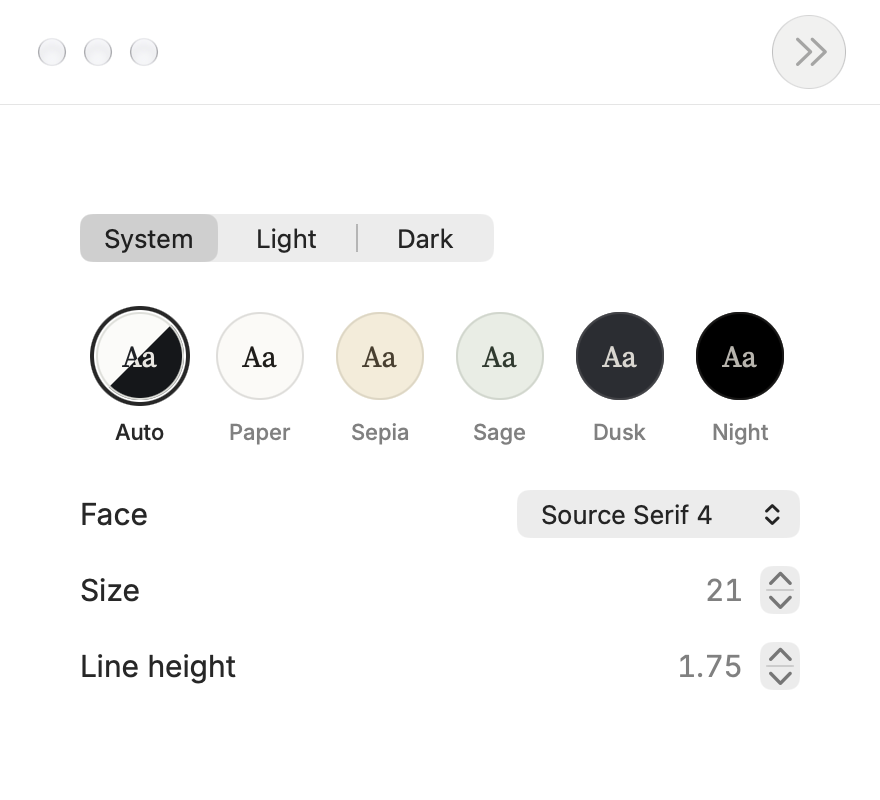 System Light Dark
Aa Aa Aa Aa Aa Aa
Auto Paper Sepia Sage Dusk Night
Face Source Serif 4
Size 21
Line height 1.75